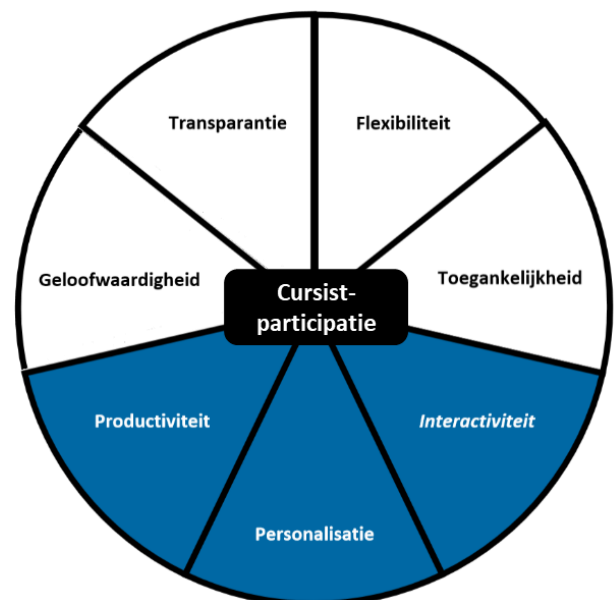 Transparantie
Flexibiliteit
Geloofwaardigheid
Toegankelijkheid
Cursist-
participatie
Productiviteit
Interactiviteit
Personalisatie